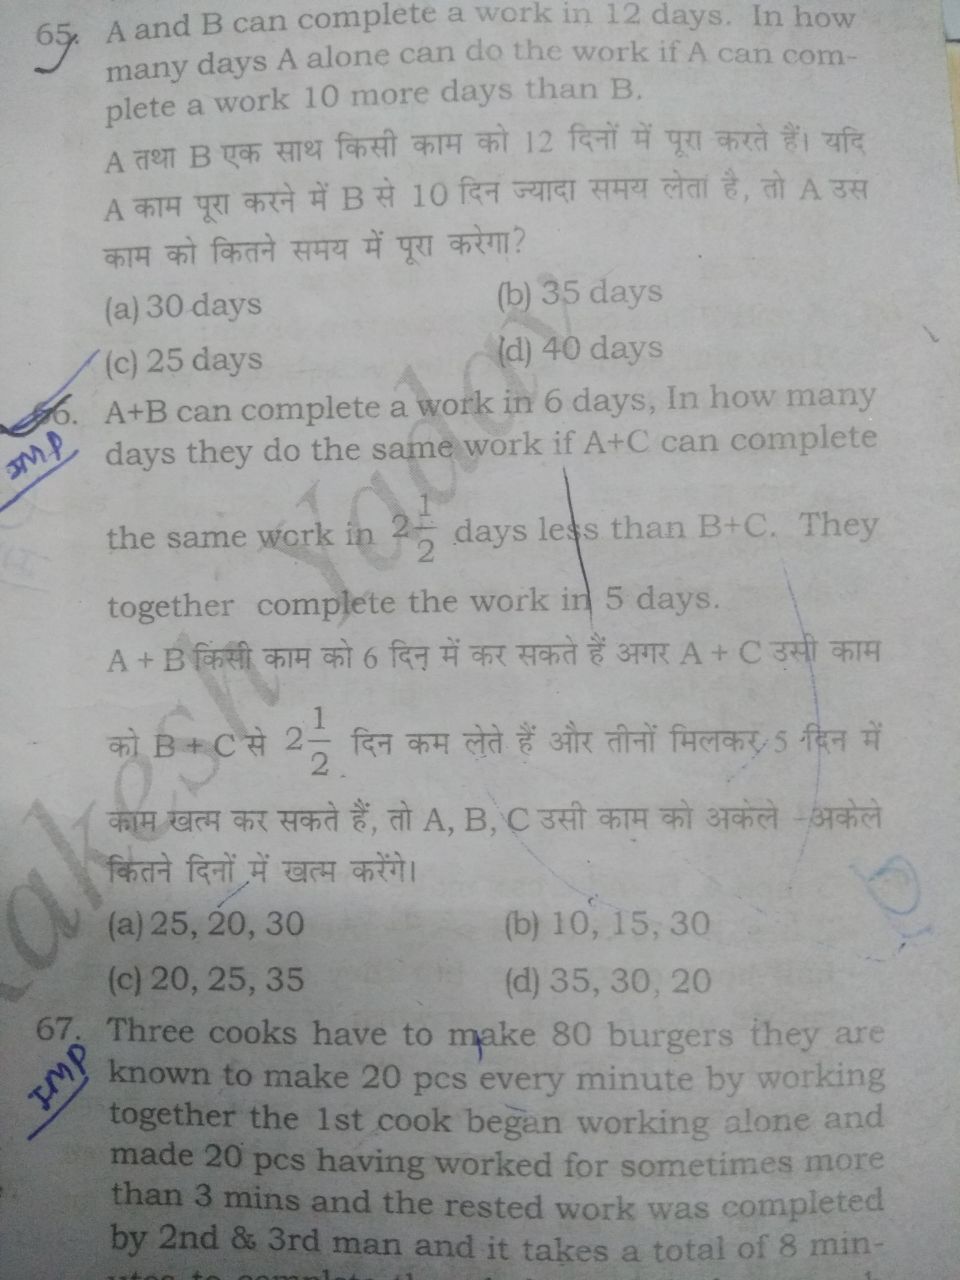 65. A and B can complete a work in 12 days. In how
many days A alone can do the work if A can com-
plete a work 10 more days than B.
A तथा B एक साथ किसी काम को 12 दिनों में पूरा करते हैं। यदि
A काम पूरा करने में B से 10 दिन ज्यादा समय लेता है, तो A उस
काम को कितने समय में पूरा करेगा?
(a) 30 days (b) 35 days
(c) 25 days (d) 40 days
66. A+B can complete a work in 6 days, In how many
IMP
days they do the same work if A+C can complete
the same work in 2 1/2 days less than B+C. They
together complete the work in 5 days.
A + B किसी काम को 6 दिन में कर सकते हैं अगर A + C उसी काम
को B + C से 2 1/2 दिन कम लेते हैं और तीनों मिलकर 5 दिन में
काम खत्म कर सकते हैं, तो A, B, C उसी काम को अकेले -अकेले
कितने दिनों में खत्म करेंगे।
(a) 25, 20, 30 (b) 10, 15, 30
(c) 20, 25, 35 (d) 35, 30, 20
67. Three cooks have to make 80 burgers they are
IMP
known to make 20 pcs every minute by working
together the 1st cook began working alone and
made 20 pcs having worked for sometimes more
than 3 mins and the rested work was completed
by 2nd & 3rd man and it takes a total of 8 min-
Rakesh Yadav